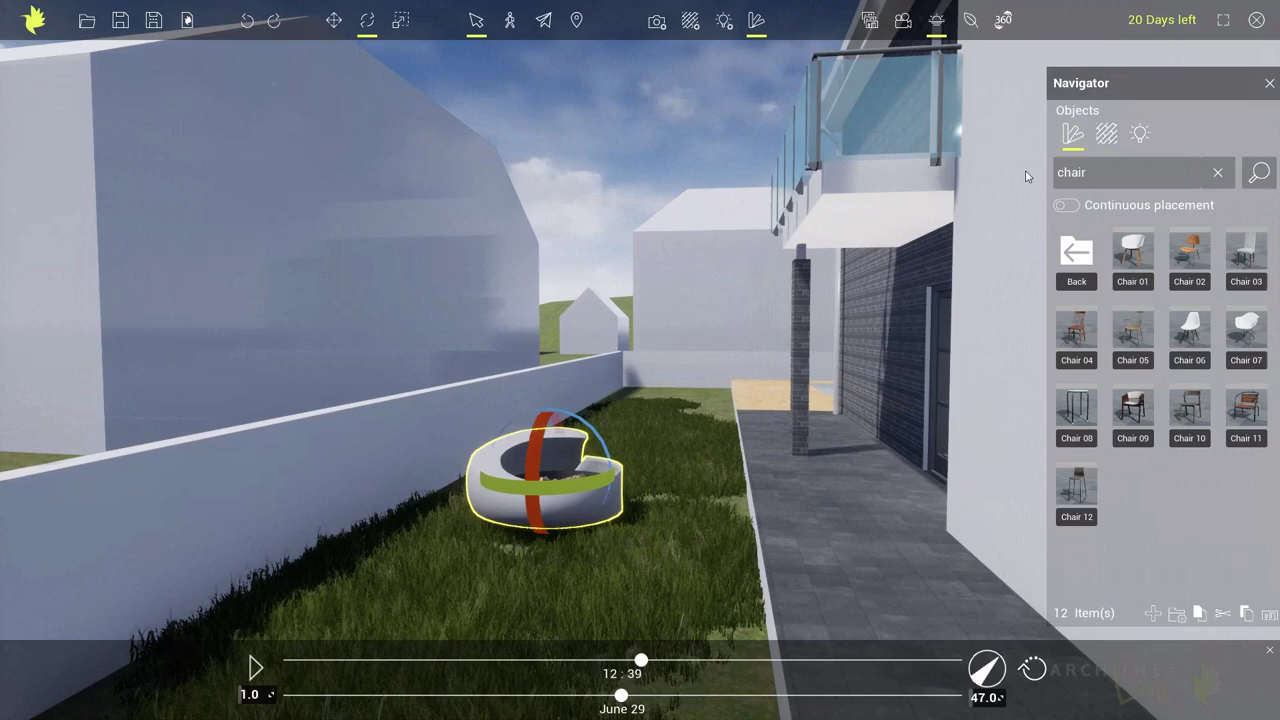 360
20 Days left
Navigator
Objects
chair
Continuous placement
Back
Chair 01
Chair 02
Chair 03
Chair 04
Chair 05
Chair 06
Chair 07
Chair 08
Chair 09
Chair 10
Chair 11
Chair 12
12 Item(s)
12 : 39
1.0
June 29
47.0
ARCHLINE